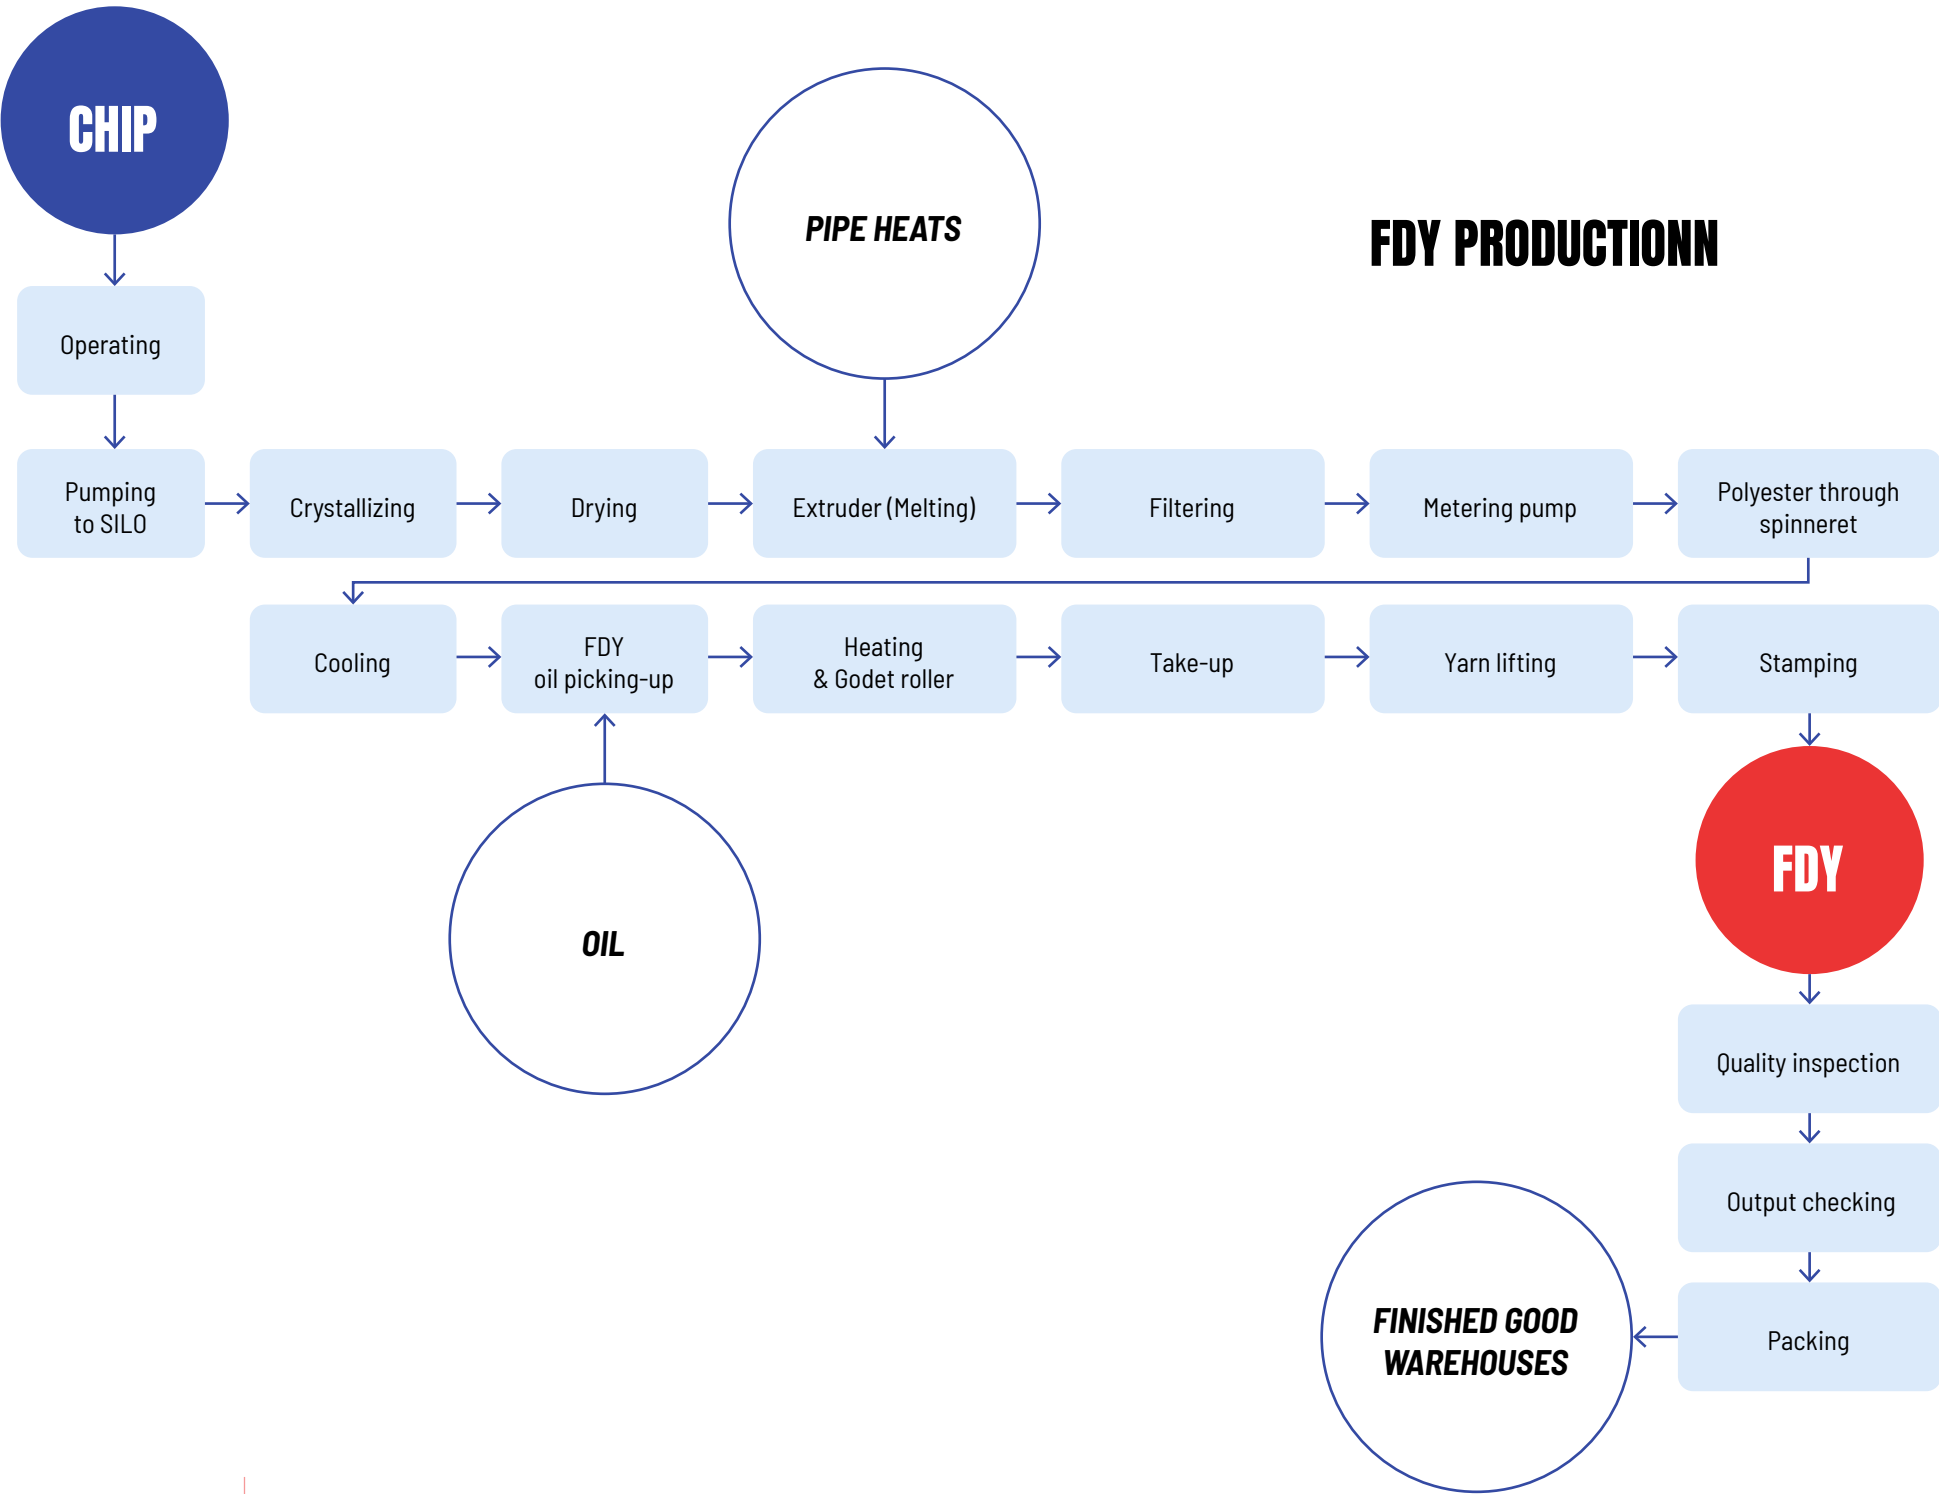 CHIP
PIPE HEATS
FDY PRODUCTIONN
Operating
Pumping
to SILO
Crystallizing
Drying
Extruder (Melting)
Filtering
Metering pump
Polyester through
spinneret
Cooling
FDY
oil picking-up
Heating
& Godet roller
Take-up
Yarn lifting
Stamping
OIL
FDY
Quality inspection
Output checking
Packing
FINISHED GOOD
WAREHOUSES